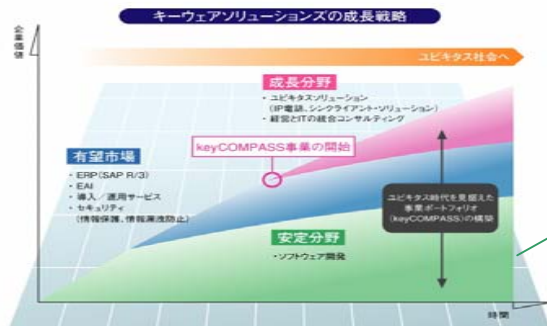 キーウェアソリューションズの成長戦略
企業価値
ユビキタス社会へ
成長分野
・ユビキタスソリューション
(IP電話、シンクライアント・ソリューション)
・経営とITの統合コンサルティング
keyCOMPASS事業の開始
有望市場
・ERP(SAP R/3)
・EAI
・導入/運用サービス
・セキュリティ
(情報保護、情報漏洩防止)
ユビキタス時代を見据えた
事業ポートフォリオ
(keyCOMPASS)の構築
安定分野
・ソフトウェア開発
時間